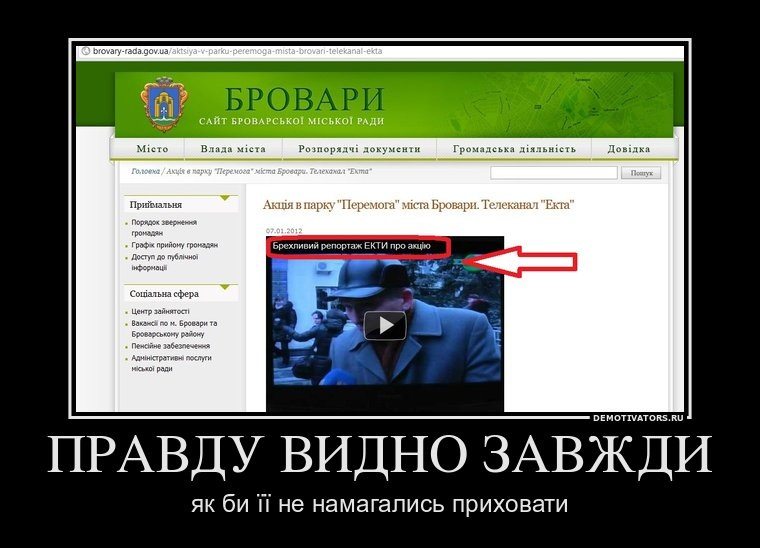 brovary-rada.gov.ua/aktsiya-v-parku-peremoga-mista-brovari-telekanal-ekta
БРОВАРИ
САЙТ БРОВАРСЬКОЇ МІСЬКОЇ РАДИ
Місто Влада міста Розпорядчі документи Громадська діяльність Довідка
Головна / Акція в парку "Перемога" міста Бровари. Телеканал "Екта"
Пошук
Приймальня
Порядок звернення
громадян
Графік прийому громадян
Доступ до публічної
інформації
Соціальна сфера
Центр зайнятості
Вакансії по м. Бровари та
Броварському району
Пенсійне забезпечення
Адміністративні послуги
міської ради
Акція в парку "Перемога" міста Бровари. Телеканал "Екта"
07.01.2012
Брехливий репортаж ЕКТИ про акцію
DEMOTIVATORS.RU
ПРАВДУ ВИДНО ЗАВЖДИ
як би її не намагались приховати